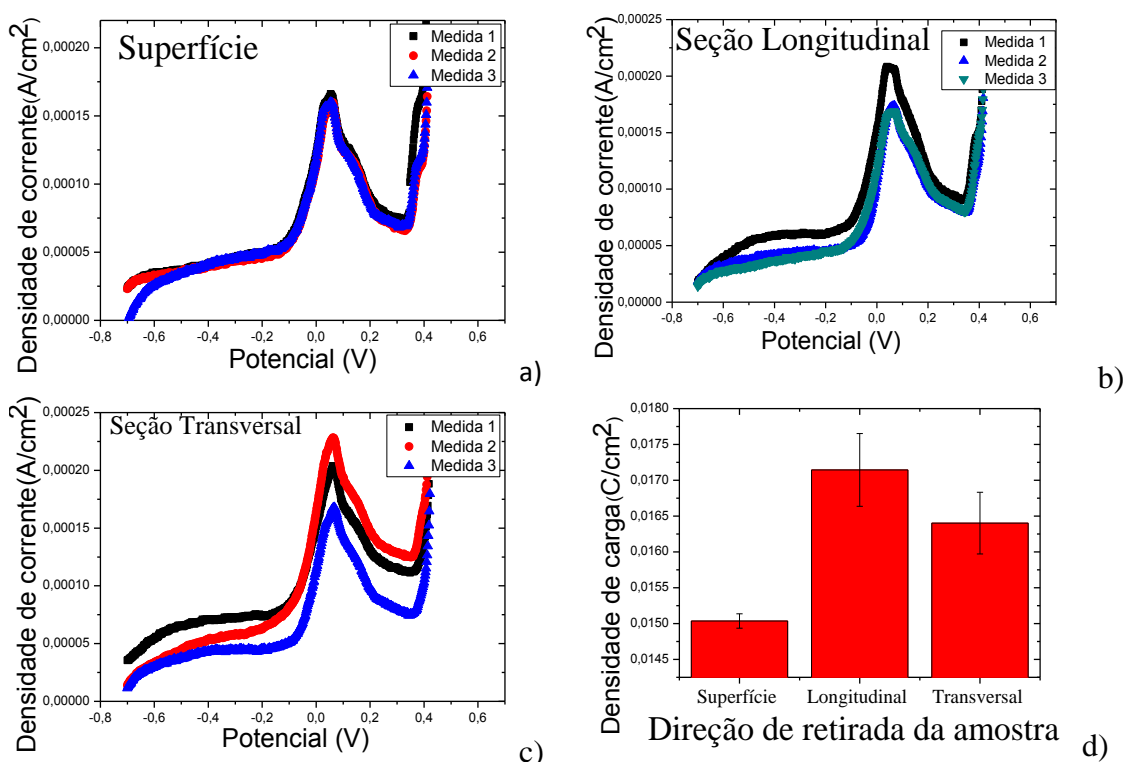 Superfície
Medida 1
Medida 2
Medida 3
Densidade de corrente(A/cm²)
0,00020
0,00015
0,00010
0,00005
0,00000
-0,8 -0,6 -0,4 -0,2 0,0 0,2 0,4 0,6
Potencial (V)
a)
Seção Longitudinal
Medida 1
Medida 2
Medida 3
Densidade de corrente (A/cm²)
0,00025
0,00020
0,00015
0,00010
0,00005
0,00000
-0,8 -0,6 -0,4 -0,2 0,0 0,2 0,4 0,6
Potencial (V)
b)
Seção Transversal
Medida 1
Medida 2
Medida 3
Densidade de corrente(A/cm²)
0,00025
0,00020
0,00015
0,00010
0,00005
0,00000
-0,8 -0,6 -0,4 -0,2 0,0 0,2 0,4 0,6
Potencial (V)
c)
Densidade de carga(C/cm²)
0,0180
0,0175
0,0170
0,0165
0,0160
0,0155
0,0150
0,0145
Superfície Longitudinal Transversal
Direção de retirada da amostra
d)